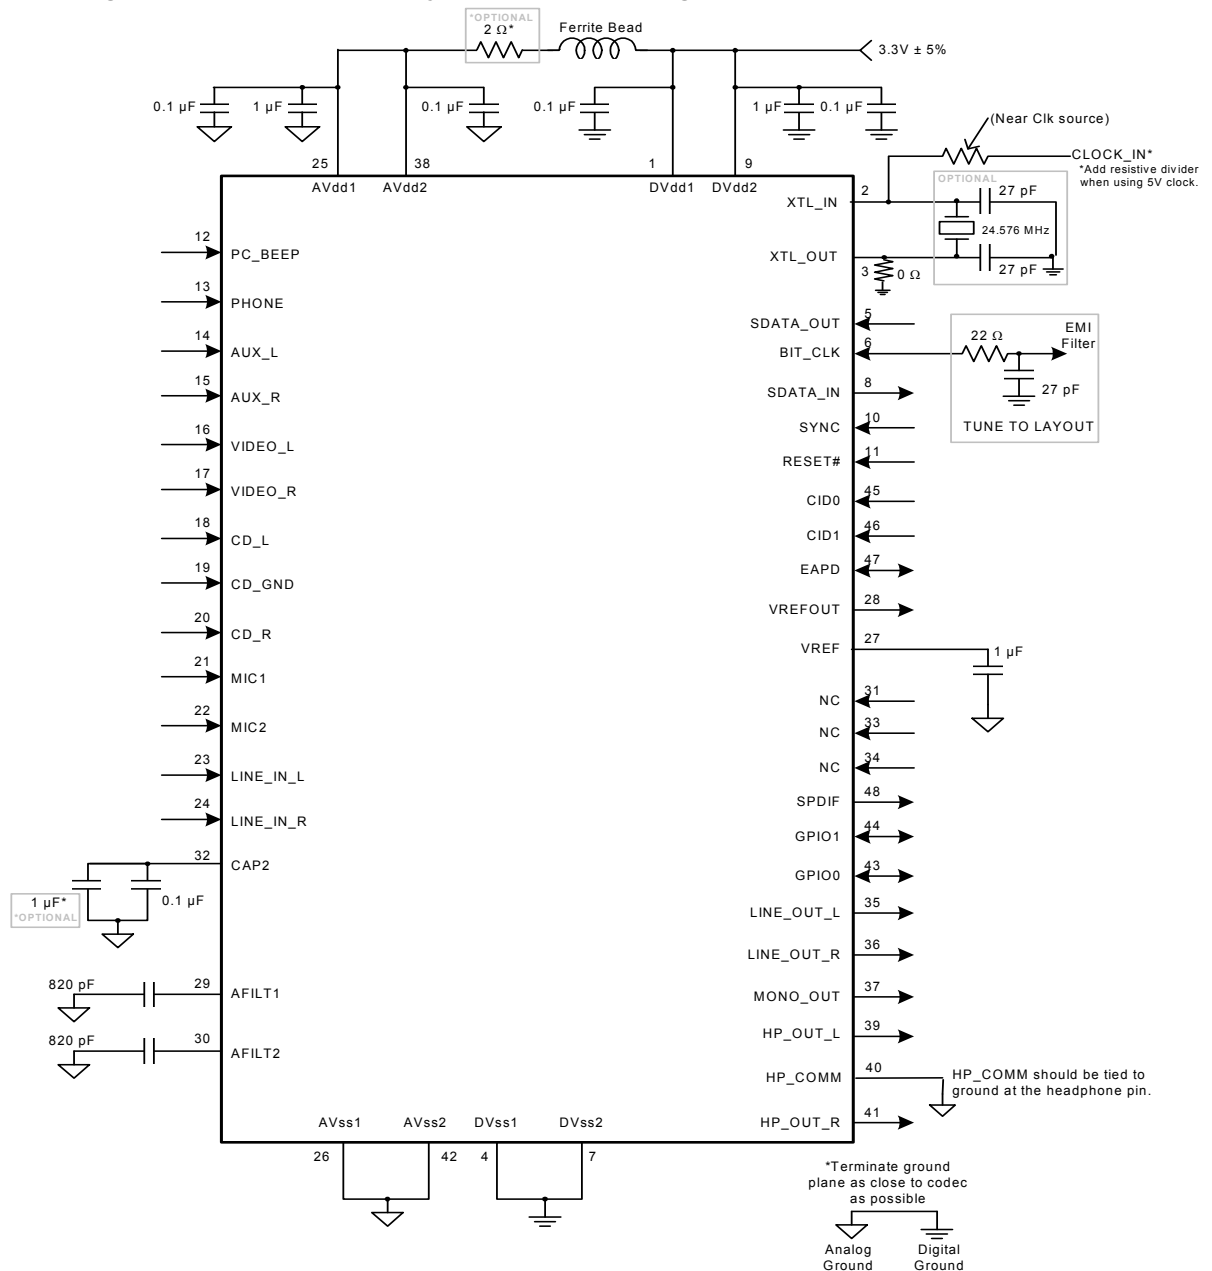 *OPTIONAL
2 Ω*
Ferrite Bead
3.3V ± 5%
0.1 µF
1 µF
0.1 µF
0.1 µF
1 µF
0.1 µF
(Near Clk source)
CLOCK_IN*
*Add resistive divider
when using 5V clock.
25
38
1
9
AVdd1
AVdd2
DVdd1
DVdd2
2
XTL_IN
OPTIONAL
27 pF
24.576 MHz
27 pF
XTL_OUT
3
0 Ω
12
PC_BEEP
13
PHONE
14
AUX_L
15
AUX_R
16
VIDEO_L
17
VIDEO_R
18
CD_L
19
CD_GND
20
CD_R
21
MIC1
22
MIC2
23
LINE_IN_L
24
LINE_IN_R
32
CAP2
1 µF*
*OPTIONAL
0.1 µF
820 pF
29
AFILT1
820 pF
30
AFILT2
SDATA_OUT
5
BIT_CLK
6
22 Ω
EMI
Filter
27 pF
TUNE TO LAYOUT
SDATA_IN
8
SYNC
10
RESET#
11
CID0
45
CID1
46
EAPD
47
VREFOUT
28
VREF
27
1 µF
NC
31
NC
33
NC
34
SPDIF
48
GPIO1
44
GPIO0
43
LINE_OUT_L
35
LINE_OUT_R
36
MONO_OUT
37
HP_OUT_L
39
HP_COMM
40
HP_COMM should be tied to
ground at the headphone pin.
HP_OUT_R
41
AVss1
AVss2
DVss1
DVss2
26
42
4
7
*Terminate ground
plane as close to codec
as possible
Analog
Ground
Digital
Ground